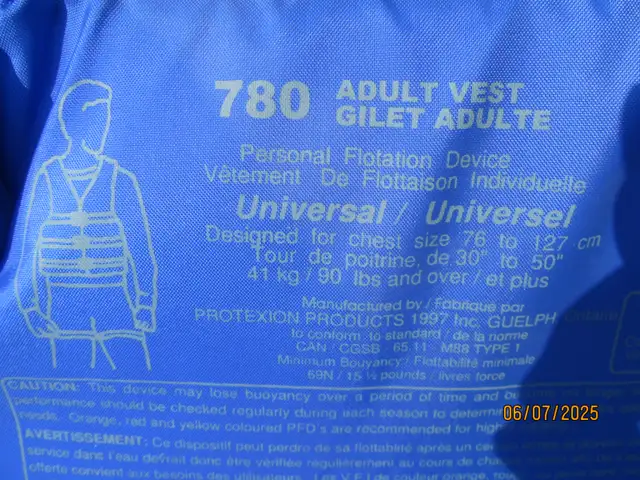 780 ADULT VEST
GILET ADULTE
Personal Flotation Device
Vêtement De Flottaison Individuelle
Universal / Universel
Designed for chest size 76 to 127 cm
Tour de poitrine, de 30" to 50"
41 kg / 90 lbs and over / et plus
Manufactured by / Fabriqué par
PROTEXION PRODUCTS 1997 Inc. GUELPH, Ontario
to conform to standard / de la norme
CAN / CGSB 65.11 - M88 TYPE 1
Minimum Bouyancy / Flottabilité minimale
69N / 15 ½ pounds / livres force
CAUTION: This device may lose buoyancy over a period of time and
performance should be checked regularly during each season to
needs. Orange, red and yellow coloured PFD's are recommended for
AVERTISSEMENT: Ce dispositif peut perdre de sa flottabilité après un
service dans l'eau devrait donc être vérifiée régulièrement au cours de
offerte convient aux besoins des utilisateurs. Les V.F.I. de couleur orange,
06/07/2025